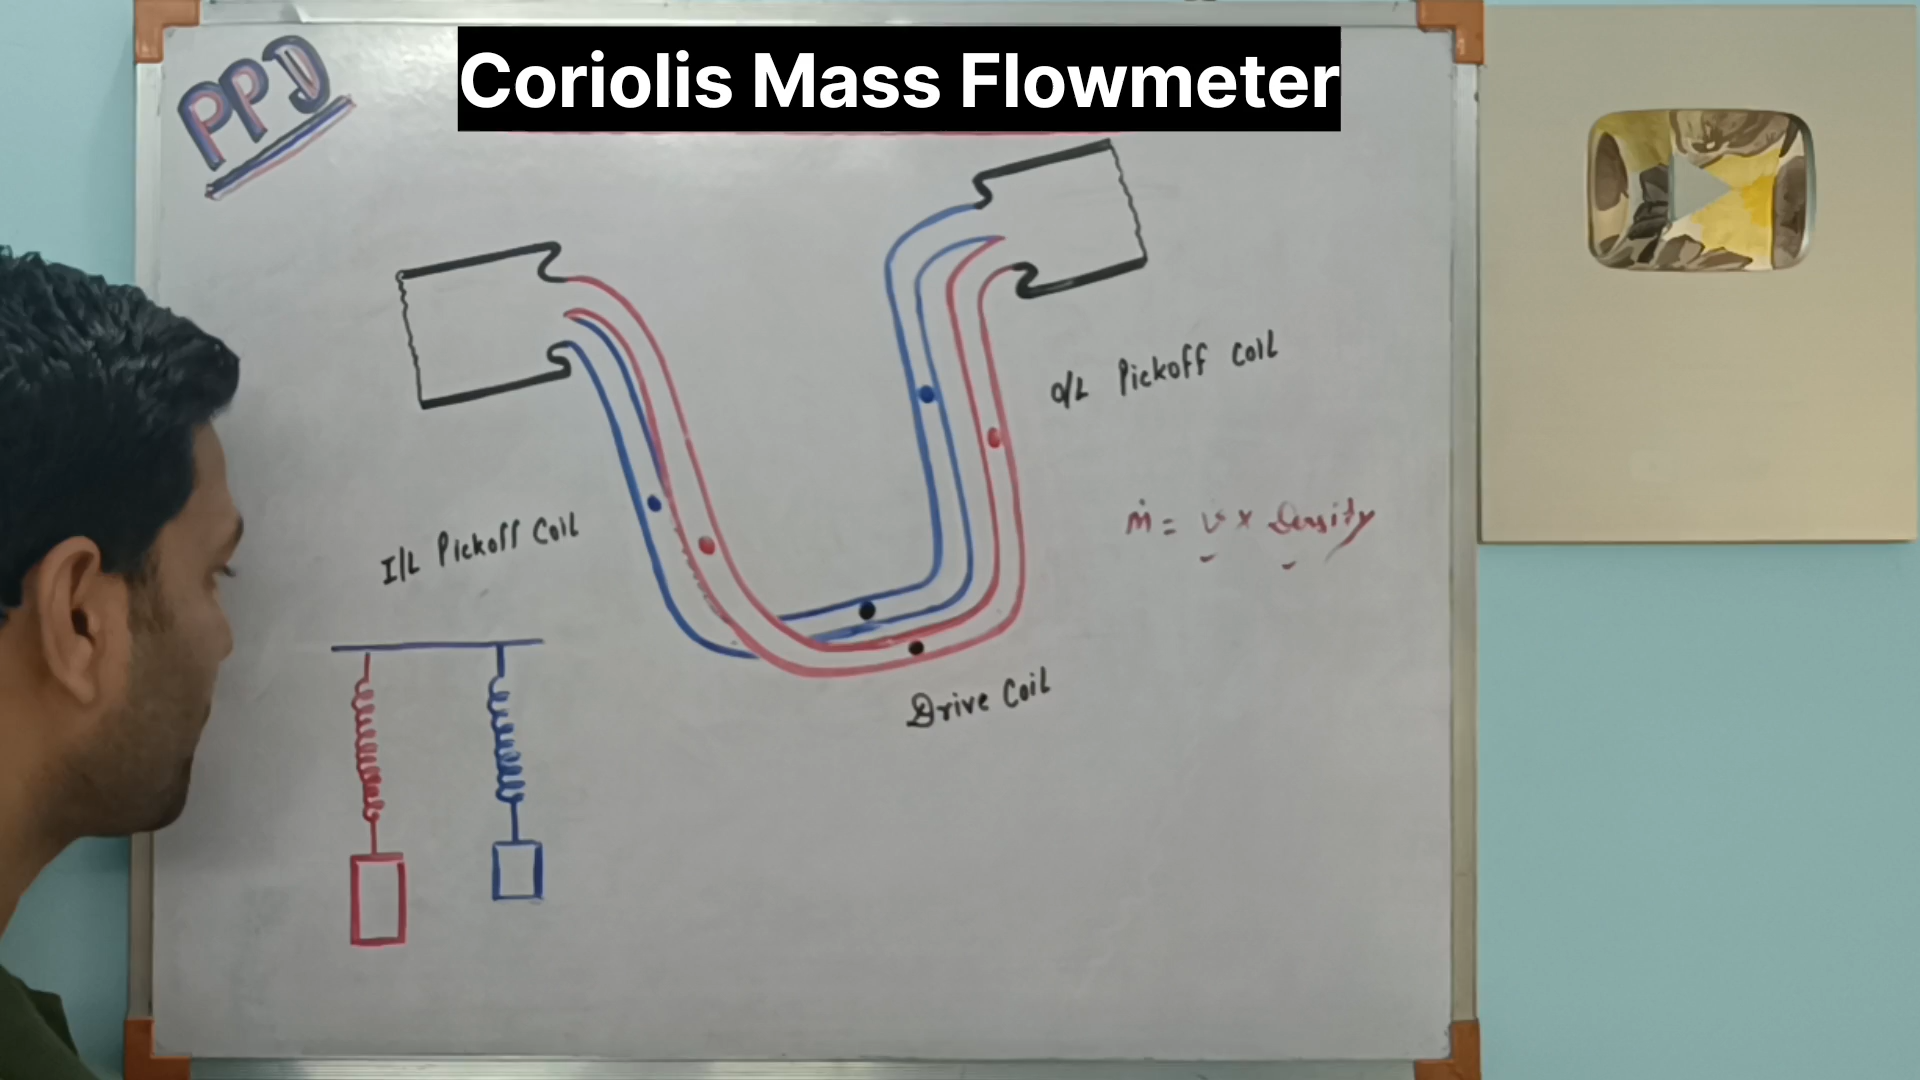 PPD
Coriolis Mass Flowmeter
O/L Pickoff Coil
ṁ = v̇ × Density
I/L Pickoff Coil
Drive Coil